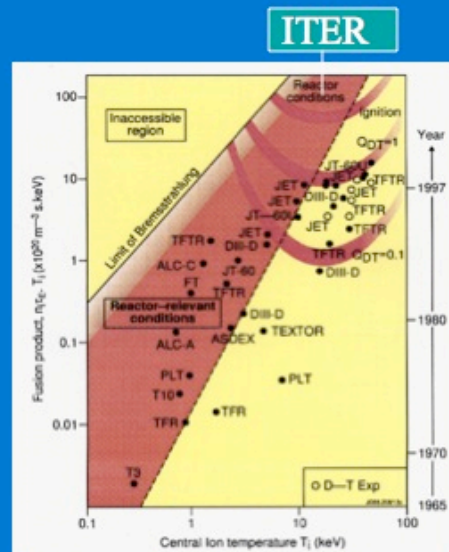 ITER
Reactor
conditions
Ignition
Inaccessible
region
Limit of Bremsstrahlung
Reactor–relevant
conditions
Q DT=1
JT-60U
JET
TFTR
JET
DIII-D
JET
JET
TFTR
JT—60U
JET
TFTR
TFTR
JET
DIII-D
Q DT=0.1
TFTR
DIII-D
ALC-C
JT-60
FT
TFTR
DIII-D
ALC-A
ASDEX
TEXTOR
PLT
PLT
T10
TFR
TFR
T3
D—T Exp
Fusion product, niτE. Ti (x10²⁰ m⁻³ s.keV)
100
10
1
0.1
0.01
0.1
1
10
100
Central Ion temperature Ti (keV)
Year
1997
1980
1970
1965